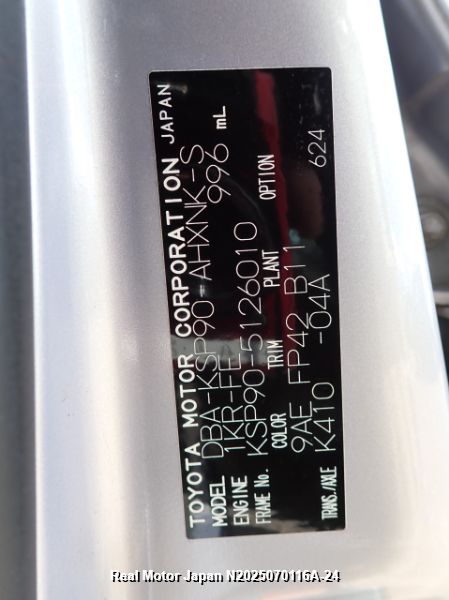 TOYOTA MOTOR CORPORATION JAPAN
MODEL DBA-KSP90-AHXNK-S
ENGINE 1KR-FE 996 mL
FRAME No. KSP90-5126010
COLOR TRIM PLANT OPTION
9AE FP42 B11 624
TRANS./AXLE K410 -04A
Real Motor Japan N2025070116A-24